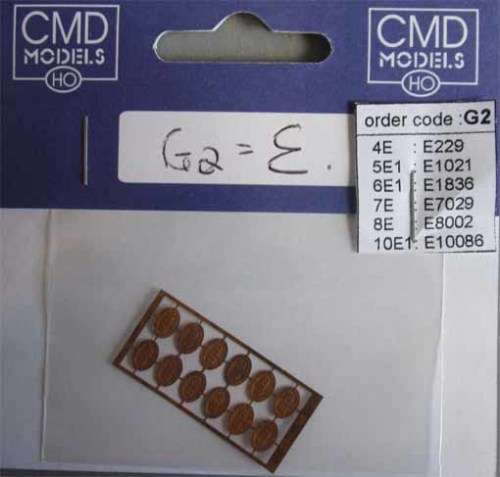 CMD
MODELS
HO
CMD
MODELS
HO
G2 = E.
order code :G2
4E : E229
5E1 : E1021
6E1 : E1836
7E : E7029
8E : E8002
10E1: E10086